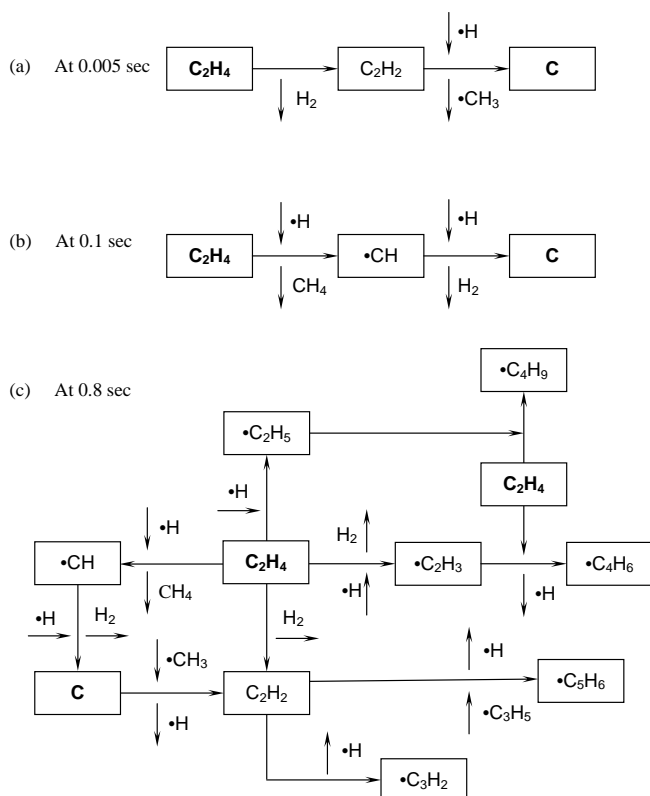 •H
(a) At 0.005 sec C₂H₄ C₂H₂ C
H₂ •CH₃
•H •H
(b) At 0.1 sec C₂H₄ •CH C
CH₄ H₂
•C₄H₉
(c) At 0.8 sec
•C₂H₅
C₂H₄
•H
•H H₂
•CH C₂H₄ •C₂H₃ •C₄H₆
CH₄ •H •H
•H H₂ H₂
•CH₃ •H
C C₂H₂ •C₅H₆
•H •C₃H₅
•H
•C₃H₂